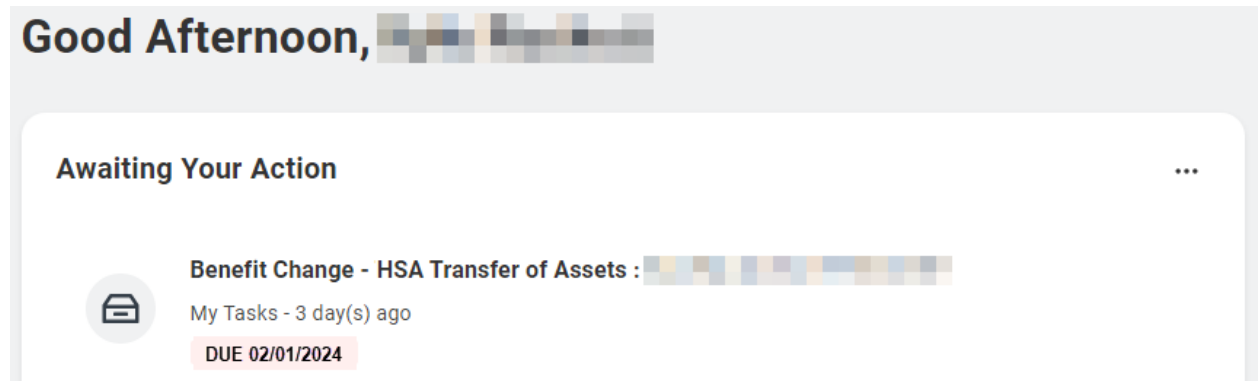 Good Afternoon,
Awaiting Your Action
Benefit Change - HSA Transfer of Assets :
My Tasks - 3 day(s) ago
DUE 02/01/2024